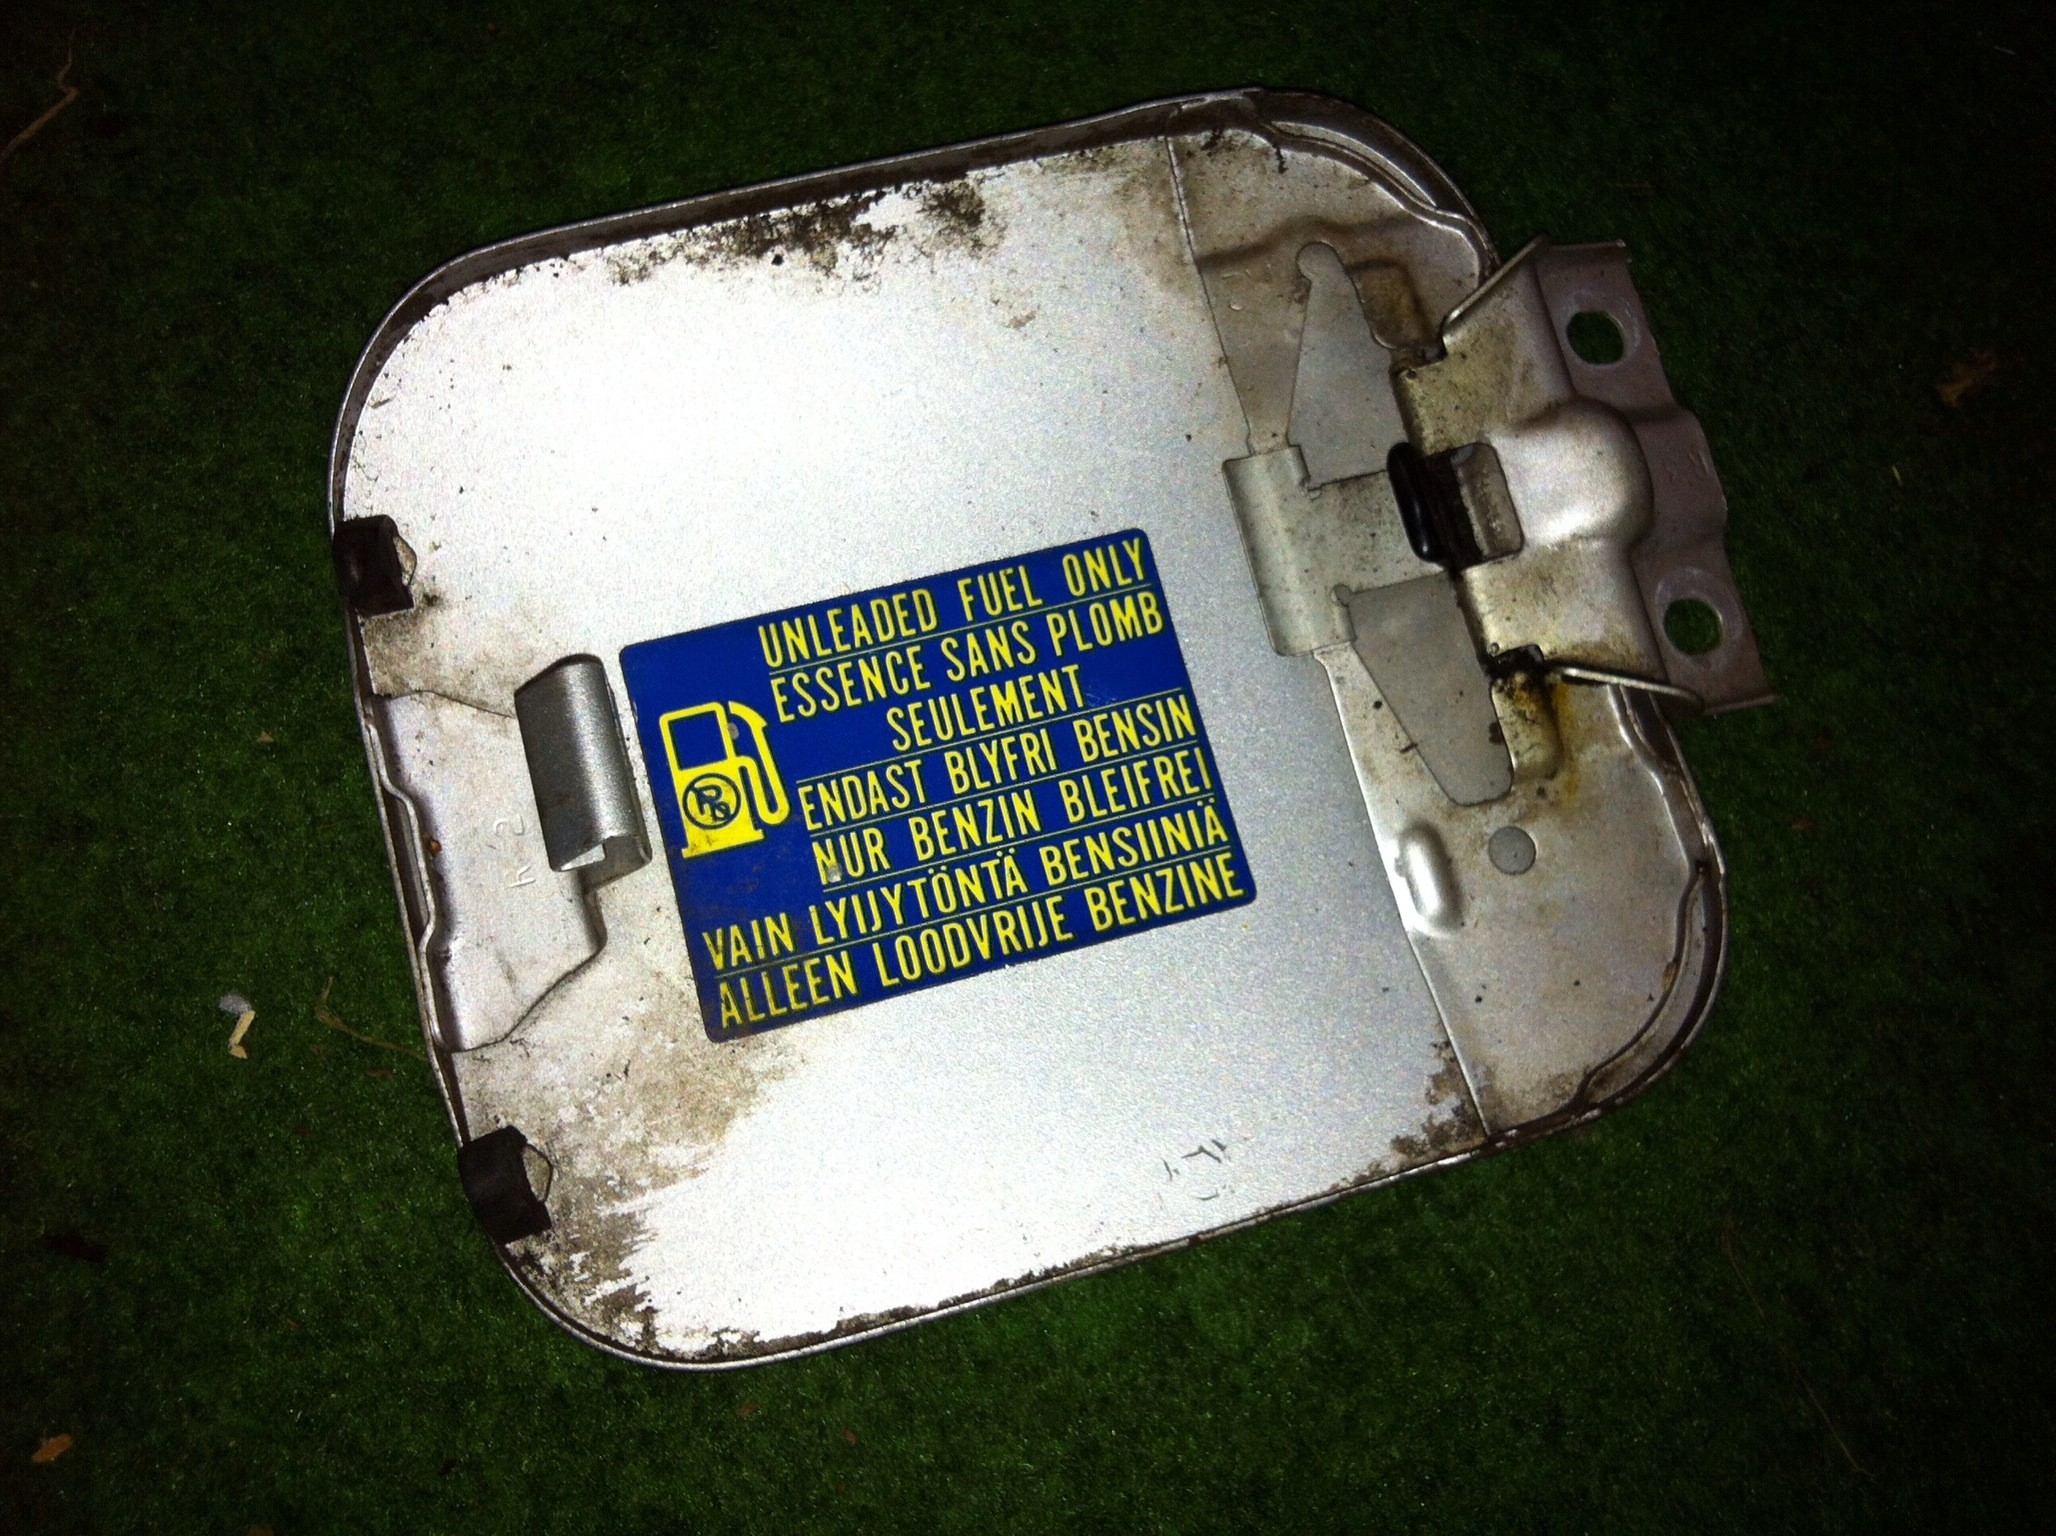 UNLEADED FUEL ONLY
ESSENCE SANS PLOMB
SEULEMENT
ENDAST BLYFRI BENSIN
NUR BENZIN BLEIFREI
VAIN LYIJYTÖNTÄ BENSIINIÄ
ALLEEN LOODVRIJE BENZINE